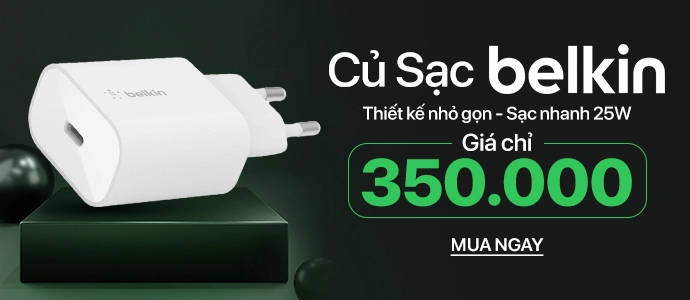 belkin
Củ Sạc belkin
Thiết kế nhỏ gọn - Sạc nhanh 25W
Giá chỉ
350.000
MUA NGAY